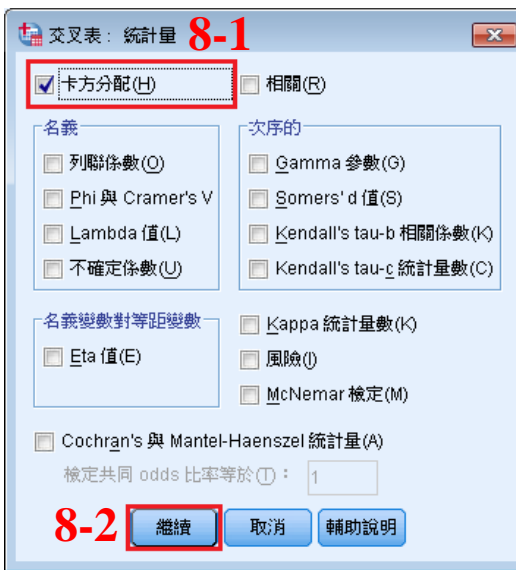 交叉表: 統計量 8-1
卡方分配(H) 相關(R)
名義
列聯係數(O)
Phi 與 Cramer's V
Lambda 值(L)
不確定係數(U)
次序的
Gamma 參數(G)
Somers' d 值(S)
Kendall's tau-b 相關係數(K)
Kendall's tau-c 統計量數(C)
名義變數對等距變數
Eta 值(E)
Kappa 統計量數(K)
風險(I)
McNemar 檢定(M)
Cochran's 與 Mantel-Haenszel 統計量(A)
檢定共同 odds 比率等於(T): 1
8-2 繼續 取消 輔助說明